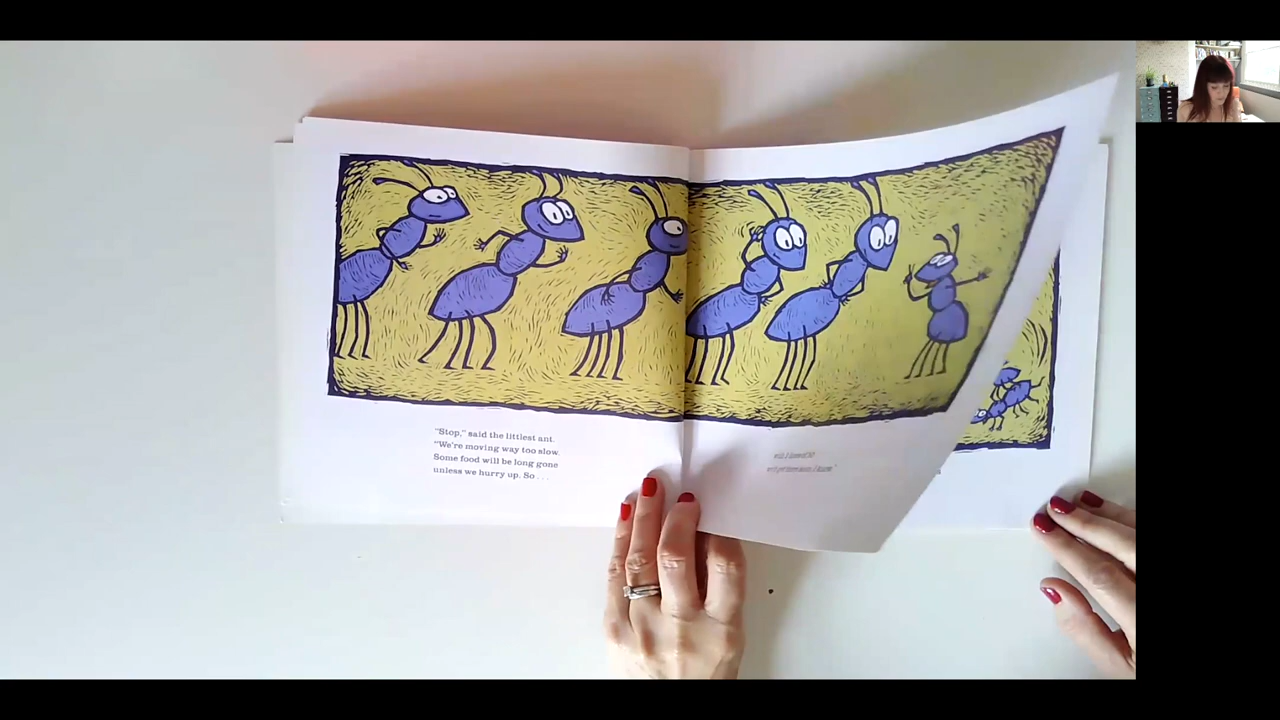 "Stop," said the littlest ant.
"We're moving way too slow.
Some food will be long gone
unless we hurry up. So . . .